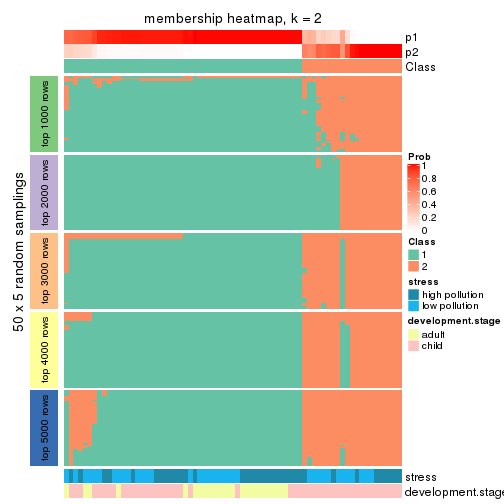 membership heatmap, k = 2
p1
p2
Class
50 x 5 random samplings
top 1000 rows
top 2000 rows
top 3000 rows
top 4000 rows
top 5000 rows
Prob
1
0.8
0.6
0.4
0.2
0
Class
1
2
stress
high pollution
low pollution
development.stage
adult
child
stress
development.stage